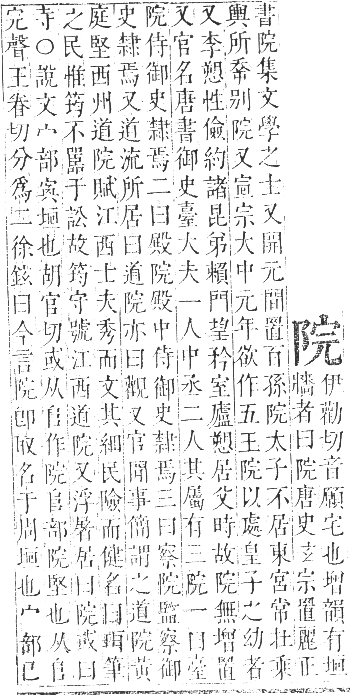 院
伊勸切音願宅也增韻有垣
牆者曰院唐史玄宗置麗正
書院集文學之士又開元間置百孫院太子不居東宮常在乘
輿所希別院又宣宗大中元年欲作五王院以處皇子之幼者
又李愬性儉約諸昆弟賴門望矜室廬愬居父時故院無增置
又官名唐書御史臺大夫一人中丞二人其屬有三院一曰臺
院侍御史隸焉二曰殿院殿中侍御史隸焉三曰察院監察御
史隸焉又道流所居曰道院亦曰觀又官閒事簡謂之道院黃
庭堅西州道院賦江西士夫秀而文其細民險而健名曰珥筆
之民惟筠不嚚于訟故筠守號江西道院又浮屠居曰院或曰
寺○說文宀部寏垣也胡官切或从𨸏作院𨸏部院堅也从𨸏
完聲王眷切分爲二徐鉉曰今言院卽取名于周垣也宀部已